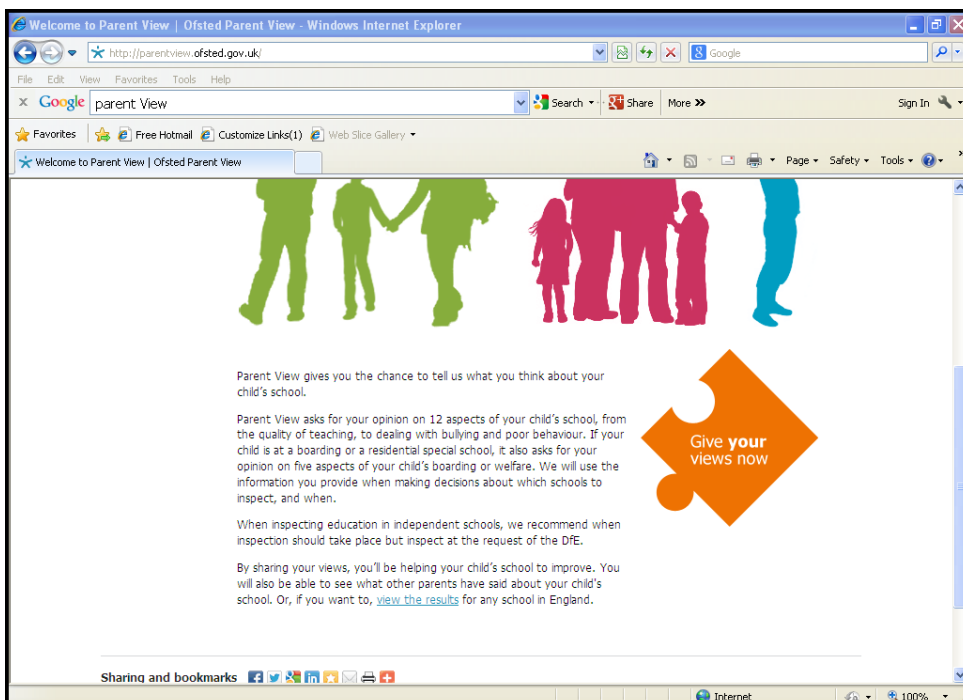 Welcome to Parent View | Ofsted Parent View - Windows Internet Explorer
http://parentview.ofsted.gov.uk/
Google
File Edit View Favorites Tools Help
x Google parent View Search Share More >> Sign In
Favorites Free Hotmail Customize Links(1) Web Slice Gallery
Welcome to Parent View | Ofsted Parent View Page Safety Tools
Parent View gives you the chance to tell us what you think about your
child's school.
Parent View asks for your opinion on 12 aspects of your child's school, from
the quality of teaching, to dealing with bullying and poor behaviour. If your
child is at a boarding or a residential special school, it also asks for your
opinion on five aspects of your child's boarding or welfare. We will use the
information you provide when making decisions about which schools to
inspect, and when.
Give your
views now
When inspecting education in independent schools, we recommend when
inspection should take place but inspect at the request of the DfE.
By sharing your views, you'll be helping your child's school to improve. You
will also be able to see what other parents have said about your child's
school. Or, if you want to, view the results for any school in England.
Sharing and bookmarks
Internet 100%